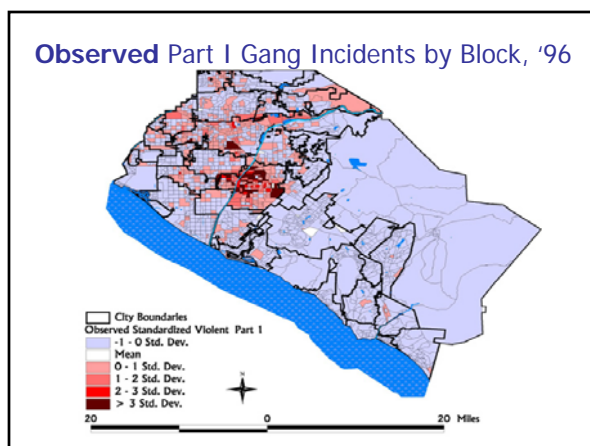 Observed Part I Gang Incidents by Block, ‘96
N
City Boundaries
Observed Standardized Violent Part 1
-1 - 0 Std. Dev.
Mean
0 - 1 Std. Dev.
1 - 2 Std. Dev.
2 - 3 Std. Dev.
> 3 Std. Dev.
20 0 20 Miles